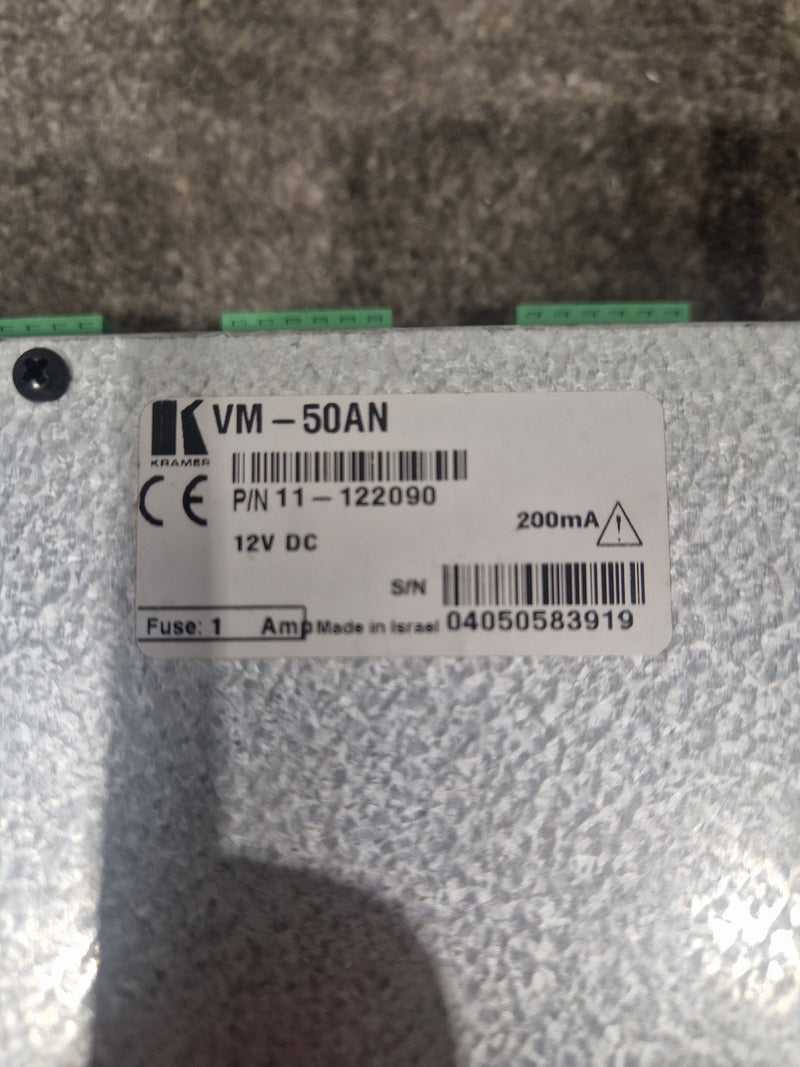 VM-50AN
KRAMER
CE
P/N 11-122090
12V DC
200mA
S/N
04050583919
Fuse: 1 Amp
Made in Israel